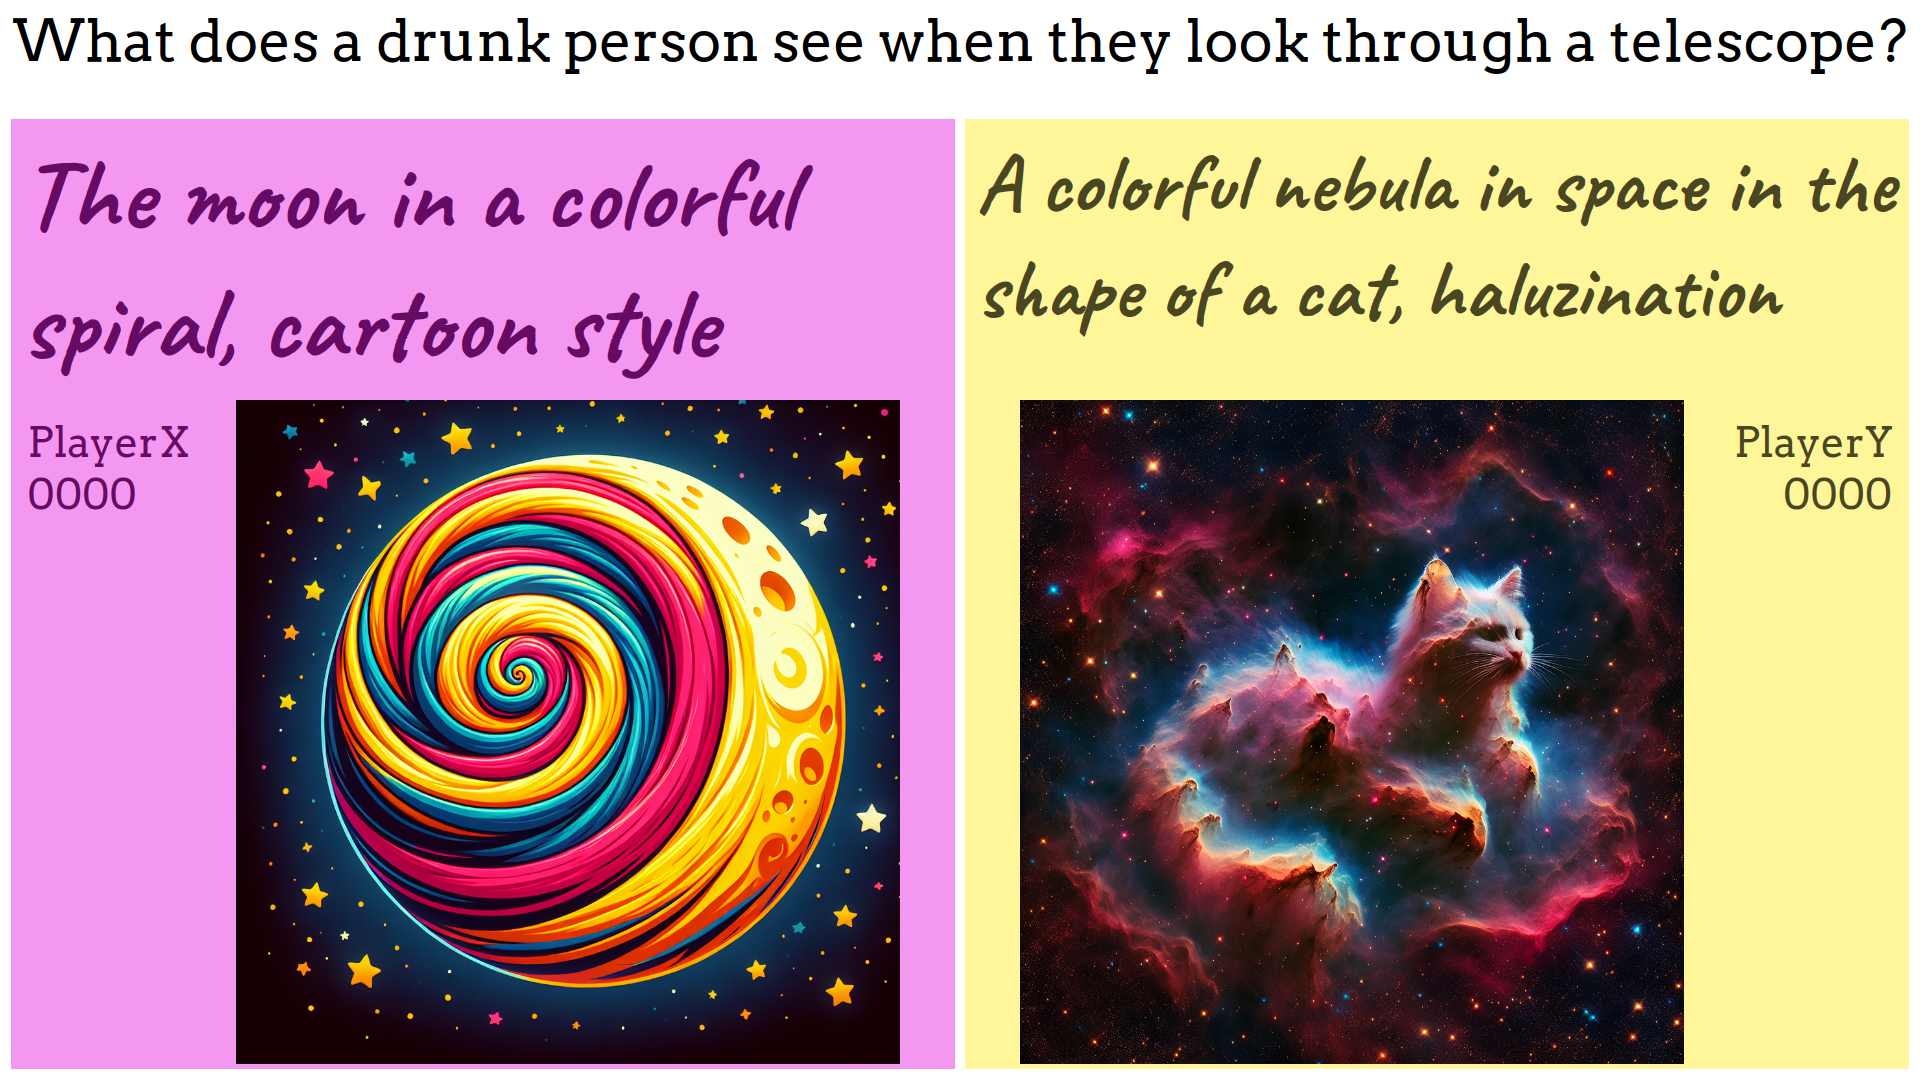 What does a drunk person see when they look through a telescope?
The moon in a colorful
spiral, cartoon style
PlayerX
0000
A colorful nebula in space in the
shape of a cat, haluzination
PlayerY
0000